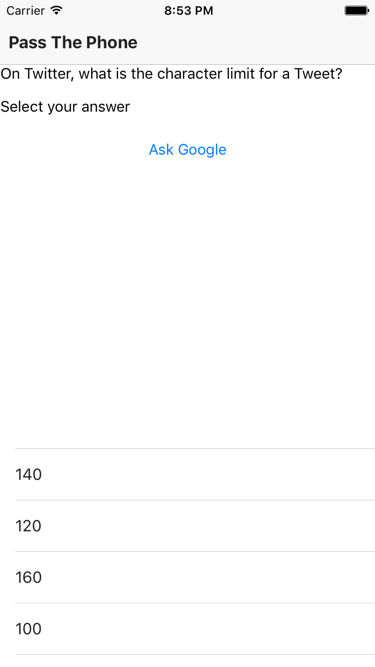 Carrier 8:53 PM
Pass The Phone
On Twitter, what is the character limit for a Tweet?
Select your answer
Ask Google
140
120
160
100